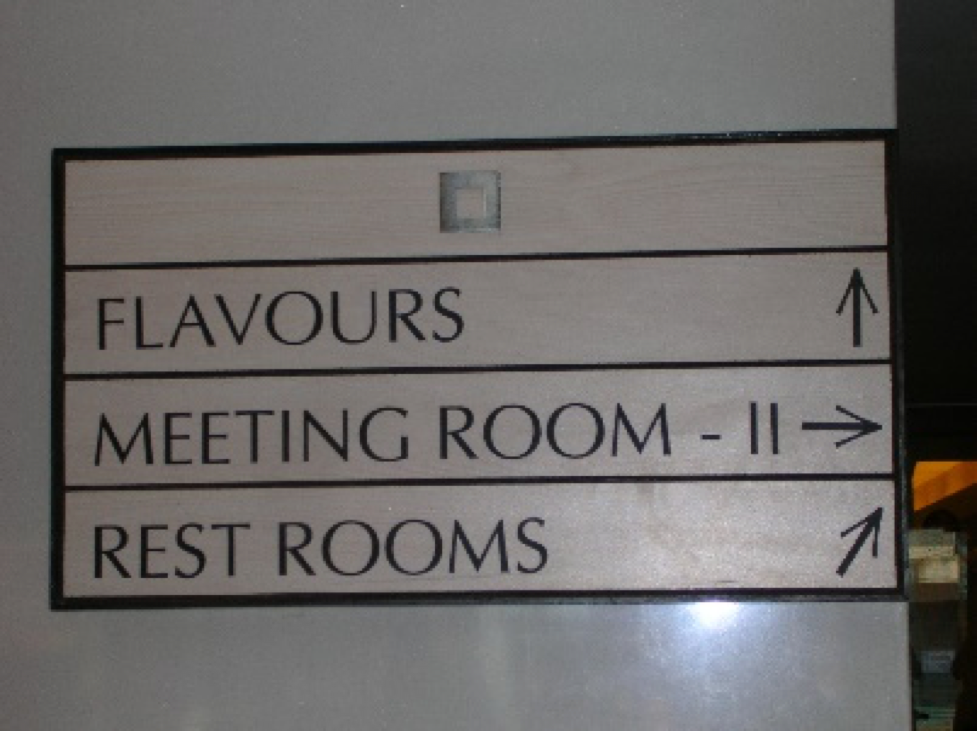 FLAVOURS
MEETING ROOM - II
REST ROOMS